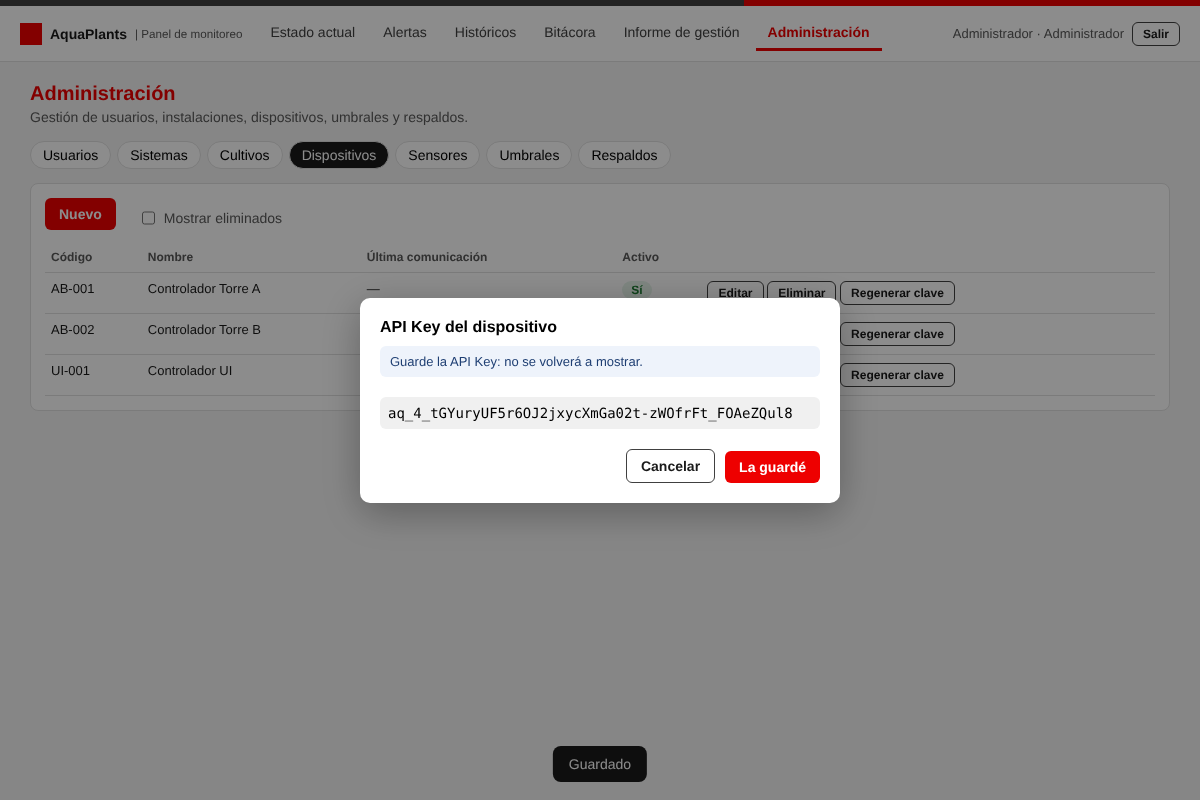 AquaPlants | Panel de monitoreo Estado actual Alertas Históricos Bitácora Informe de gestión Administración Administrador · Administrador Salir
Administración
Gestión de usuarios, instalaciones, dispositivos, umbrales y respaldos.
Usuarios Sistemas Cultivos Dispositivos Sensores Umbrales Respaldos
Nuevo Mostrar eliminados
Código Nombre Última comunicación Activo
AB-001 Controlador Torre A — Sí Editar Eliminar Regenerar clave
AB-002 Controlador Torre B Regenerar clave
UI-001 Controlador UI Regenerar clave
API Key del dispositivo
Guarde la API Key: no se volverá a mostrar.
aq_4_tGYuryUF5r6OJ2jxycXmGa02t-zWOfrFt_FOAeZQul8
Cancelar La guardé
Guardado